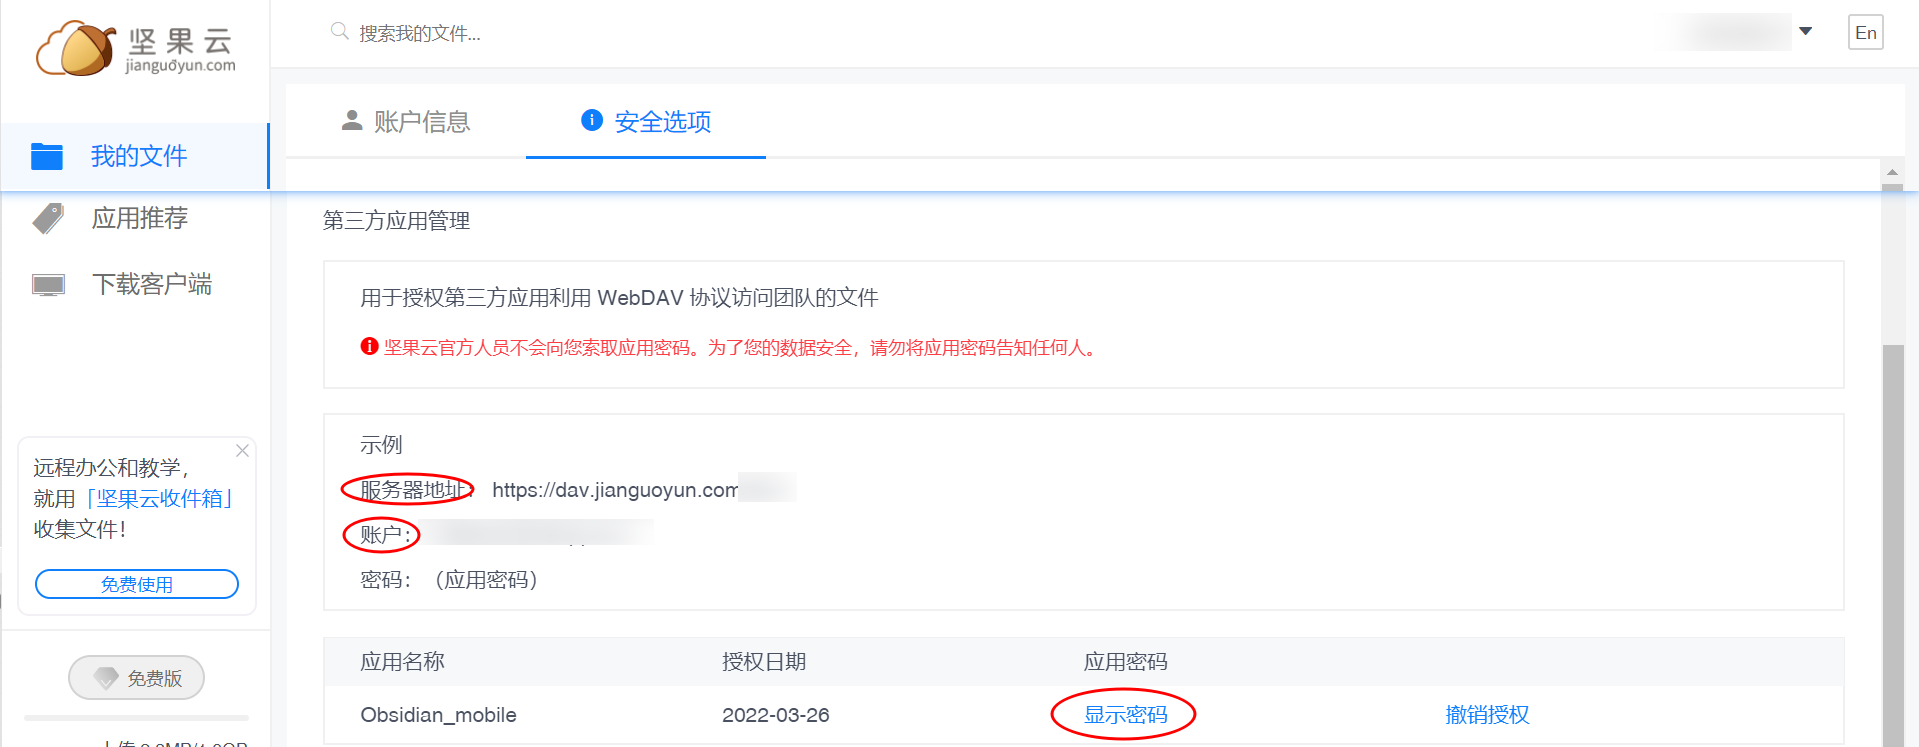 坚果云
jianguoyun.com
搜索我的文件...
En
账户信息
安全选项
我的文件
应用推荐
下载客户端
第三方应用管理
用于授权第三方应用利用 WebDAV 协议访问团队的文件
坚果云官方人员不会向您索取应用密码。为了您的数据安全，请勿将应用密码告知任何人。
示例
服务器地址： https://dav.jianguoyun.com
账户：
密码： （应用密码）
远程办公和教学，
就用「坚果云收件箱」
收集文件！
免费使用
免费版
应用名称 授权日期 应用密码
Obsidian_mobile 2022-03-26 显示密码 撤销授权